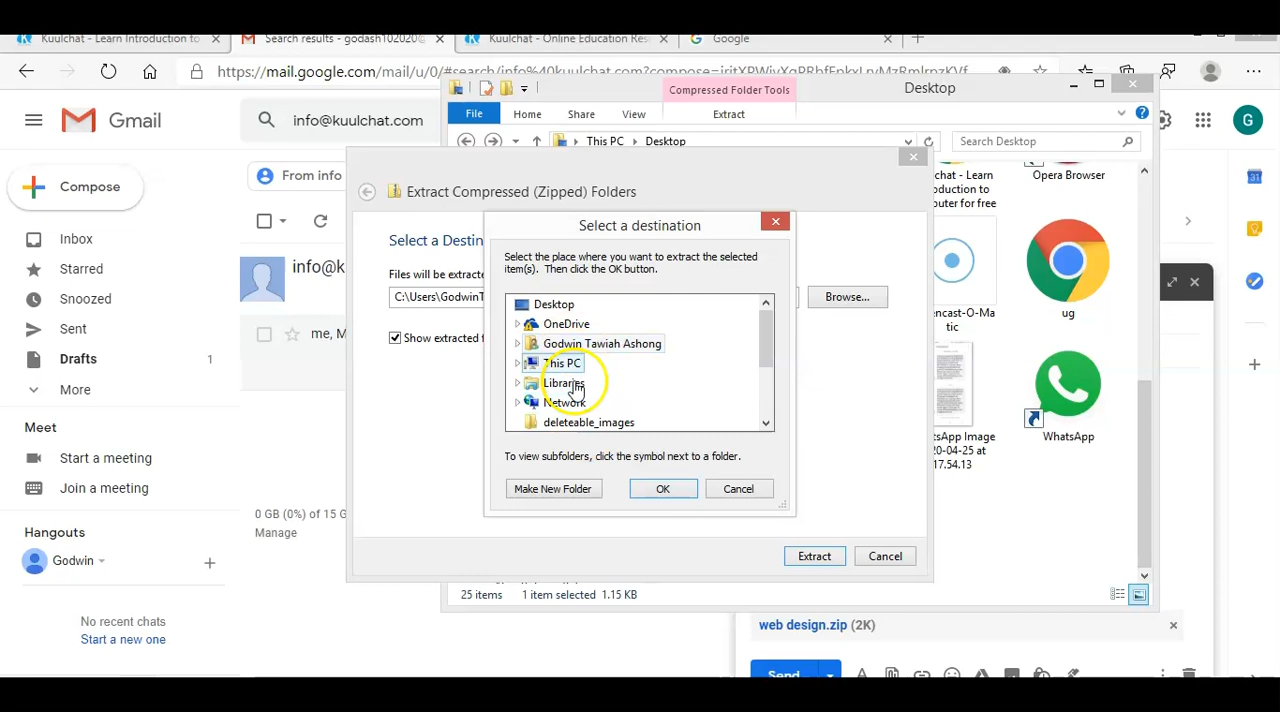 Kuulchat - Learn Introduction to
Search results - godash102020
Kuulchat - Online Education Res
Google
https://mail.google.com/mail/u/0/#search/info%40kuulchat.com?compose=
Compressed Folder Tools
Desktop
File
Home
Share
View
Extract
This PC
Desktop
Search Desktop
Gmail
info@kuulchat.com
G
Compose
From info
Inbox
Starred
Snoozed
Sent
Drafts
1
More
Meet
Start a meeting
Join a meeting
Hangouts
Godwin
No recent chats
Start a new one
info@k
me, M
0 GB (0%) of 15 G
Manage
Extract Compressed (Zipped) Folders
Select a Destin
Files will be extracte
C:\Users\GodwinT
Browse...
Show extracted f
Extract
Cancel
Select a destination
Select the place where you want to extract the selected
item(s). Then click the OK button.
Desktop
OneDrive
Godwin Tawiah Ashong
This PC
Libraries
Network
deleteable_images
To view subfolders, click the symbol next to a folder.
Make New Folder
OK
Cancel
chat - Learn
Introduction to
puter for free
Opera Browser
encast-O-Ma
tic
ug
sApp Image
20-04-25 at
17.54.13
WhatsApp
25 items
1 item selected 1.15 KB
web design.zip (2K)
Send